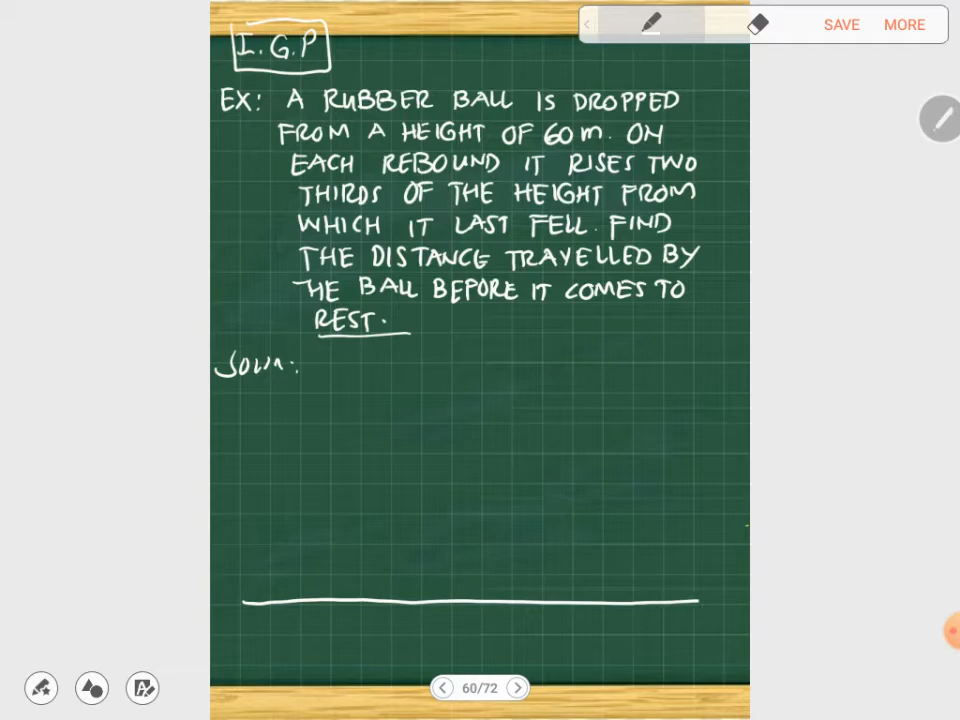 SAVE MORE
I.G.P
EX: A RUBBER BALL IS DROPPED
FROM A HEIGHT OF 60m. ON
EACH REBOUND IT RISES TWO
THIRDS OF THE HEIGHT FROM
WHICH IT LAST FELL. FIND
THE DISTANCE TRAVELLED BY
THE BALL BEFORE IT COMES TO
REST.
Soln:
60/72